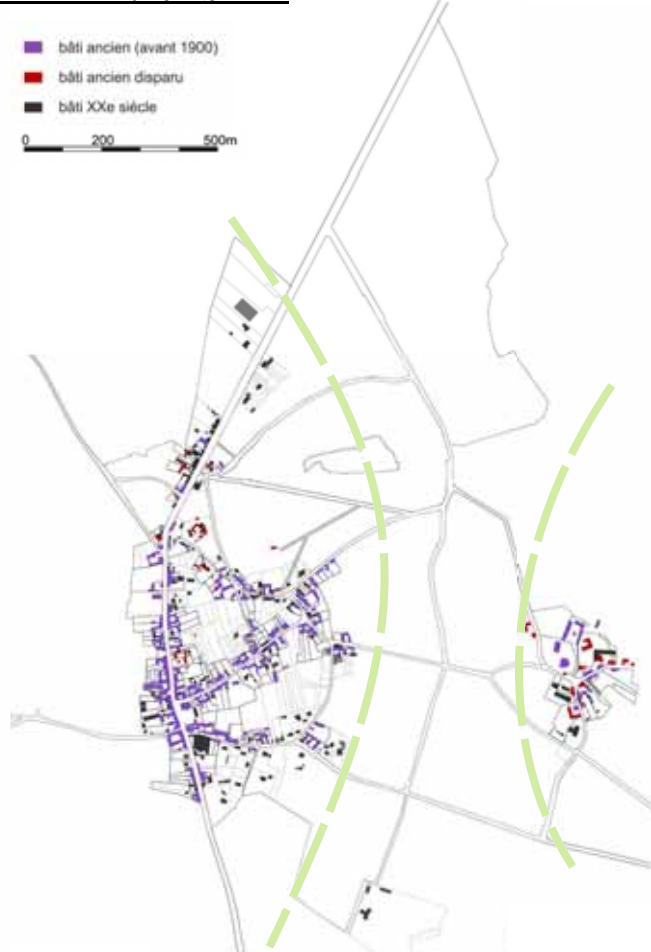 bâti ancien (avant 1900)
bâti ancien disparu
bâti XXe siècle
0 200 500m